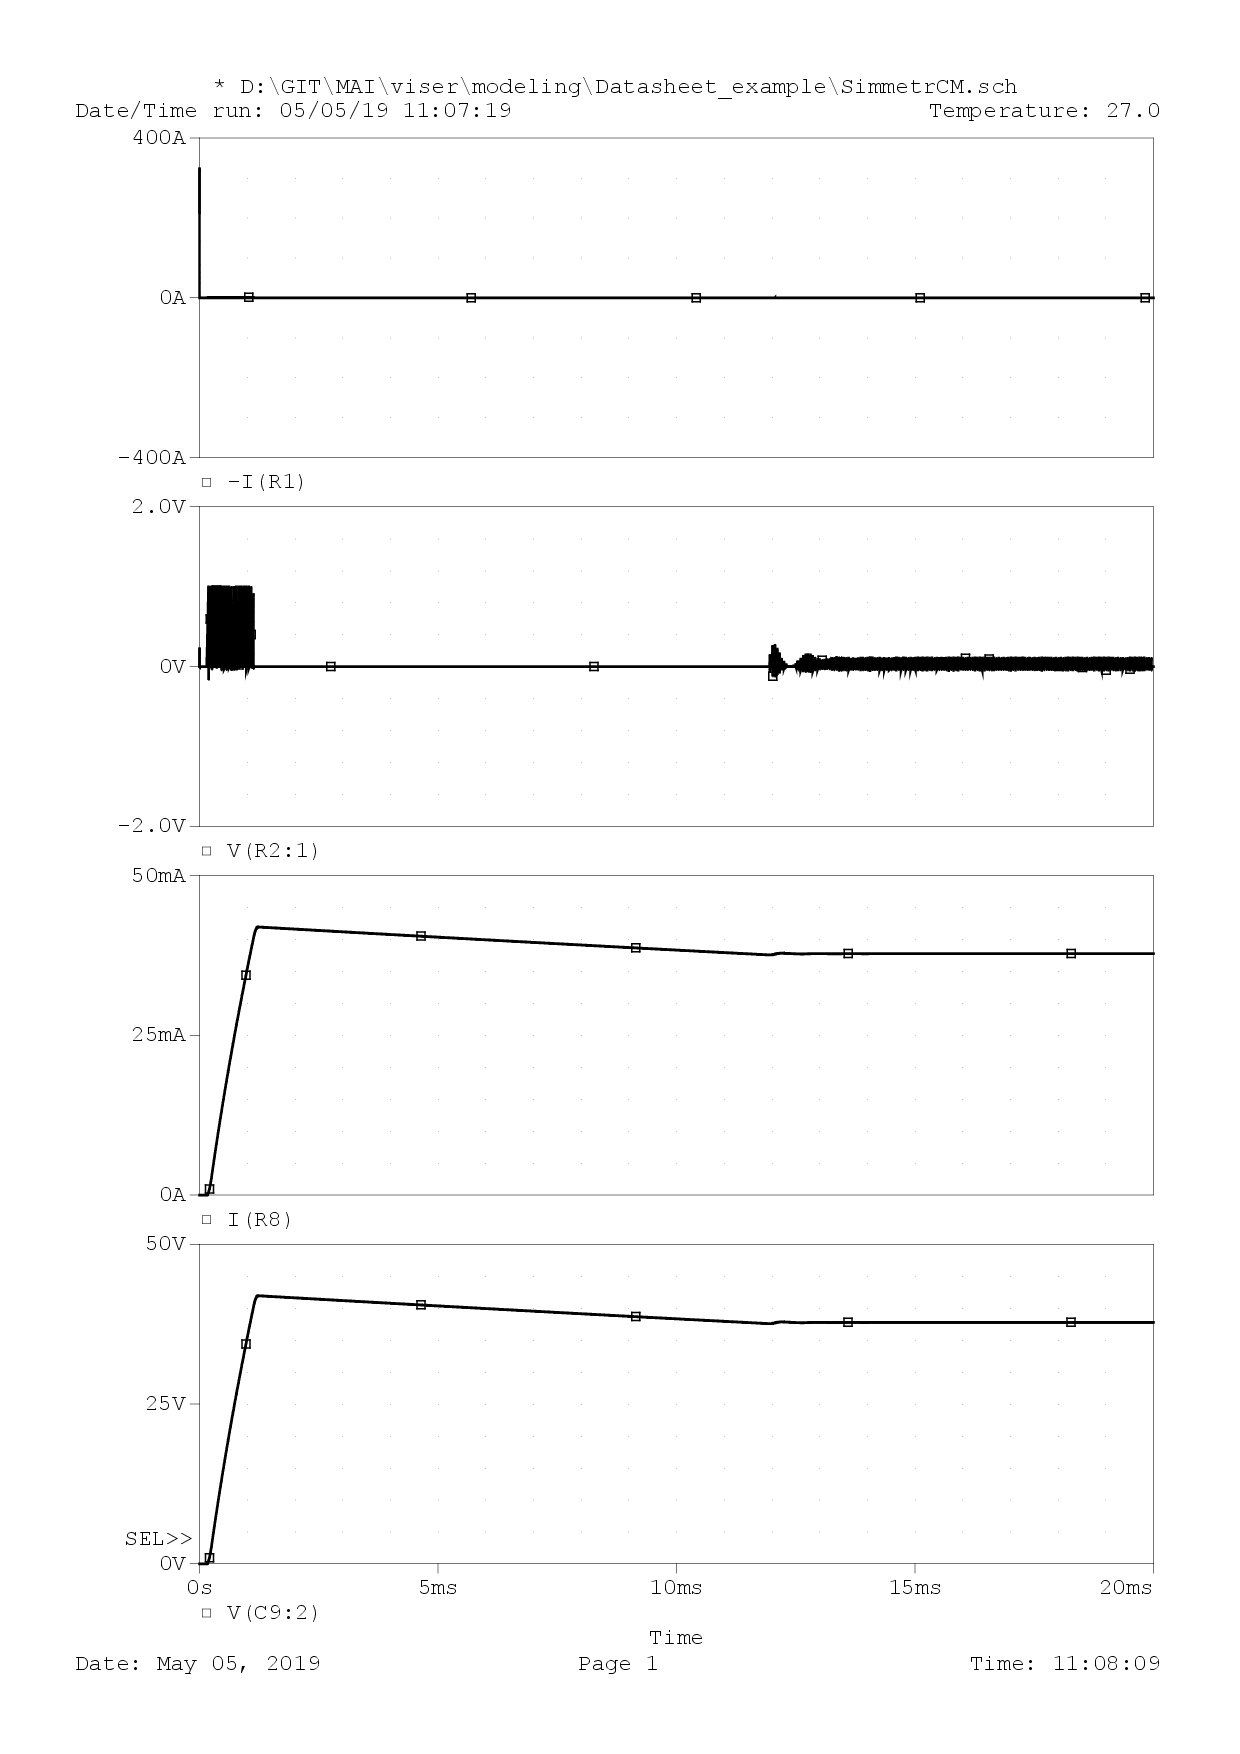 * D:\GIT\MAI\viser\modeling\Datasheet_example\SimmetrCM.sch
Date/Time run: 05/05/19 11:07:19 Temperature: 27.0
400A
0A
-400A
-I(R1)
2.0V
0V
-2.0V
V(R2:1)
50mA
25mA
0A
I(R8)
50V
25V
SEL>>
0V
0s 5ms 10ms 15ms 20ms
V(C9:2)
Time
Date: May 05, 2019 Page 1 Time: 11:08:09